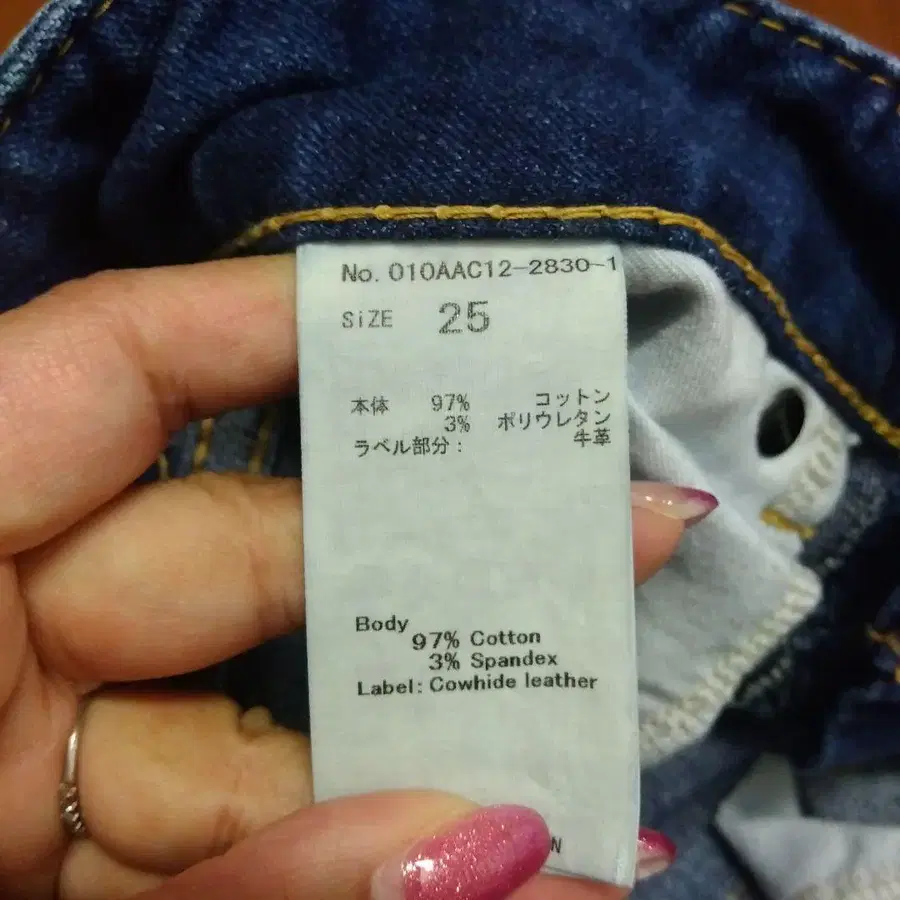 No. 010AAC12-2830-1
SiZE 25
本体 97% コットン
3% ポリウレタン
ラベル部分: 牛革
Body
97% Cotton
3% Spandex
Label: Cowhide leather